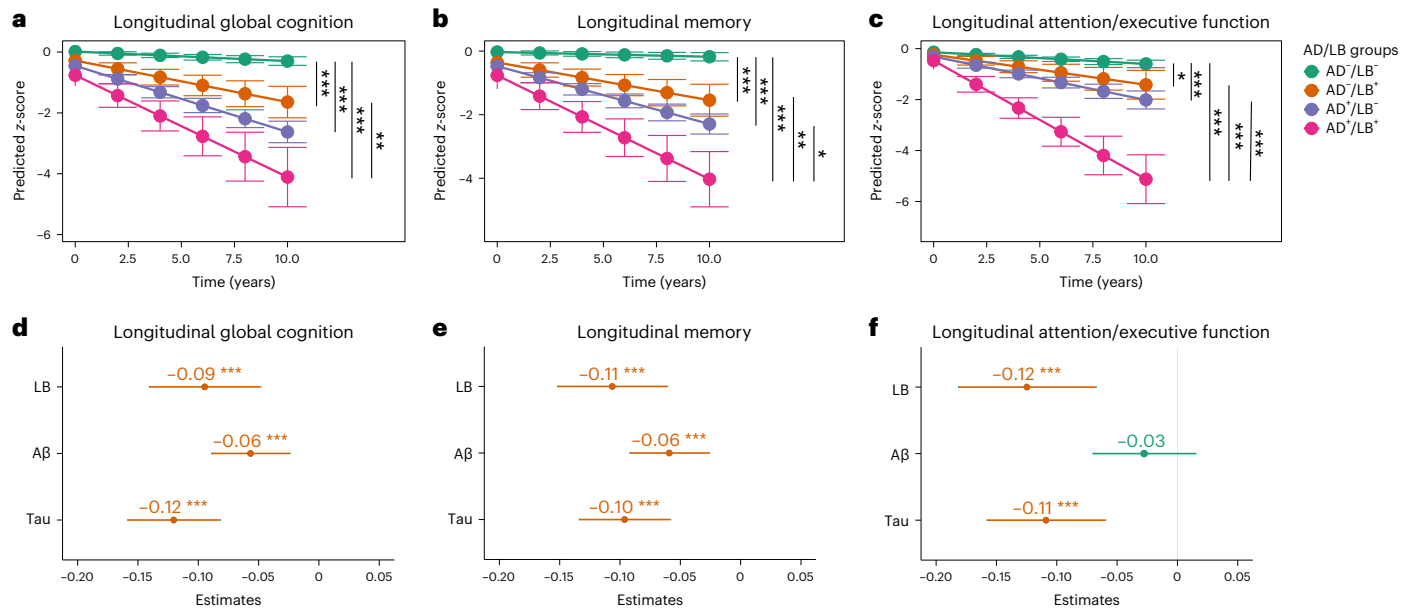 a Longitudinal global cognition
b Longitudinal memory
c Longitudinal attention/executive function
Predicted z-score
0
−2
−4
−6
0 2.5 5.0 7.5 10.0
Time (years)
***
***
***
**
Predicted z-score
0
−2
−4
0 2.5 5.0 7.5 10.0
Time (years)
***
***
***
**
*
Predicted z-score
0
−2
−4
−6
0 2.5 5.0 7.5 10.0
Time (years)
*
***
***
***
***
AD/LB groups
AD⁻/LB⁻
AD⁻/LB⁺
AD⁺/LB⁻
AD⁺/LB⁺
d Longitudinal global cognition
LB
−0.09 ***
Aβ
−0.06 ***
Tau
−0.12 ***
−0.20 −0.15 −0.10 −0.05 0 0.05
Estimates
e Longitudinal memory
LB
−0.11 ***
Aβ
−0.06 ***
Tau
−0.10 ***
−0.20 −0.15 −0.10 −0.05 0 0.05
Estimates
f Longitudinal attention/executive function
LB
−0.12 ***
Aβ
−0.03
Tau
−0.11 ***
−0.20 −0.15 −0.10 −0.05 0 0.05
Estimates